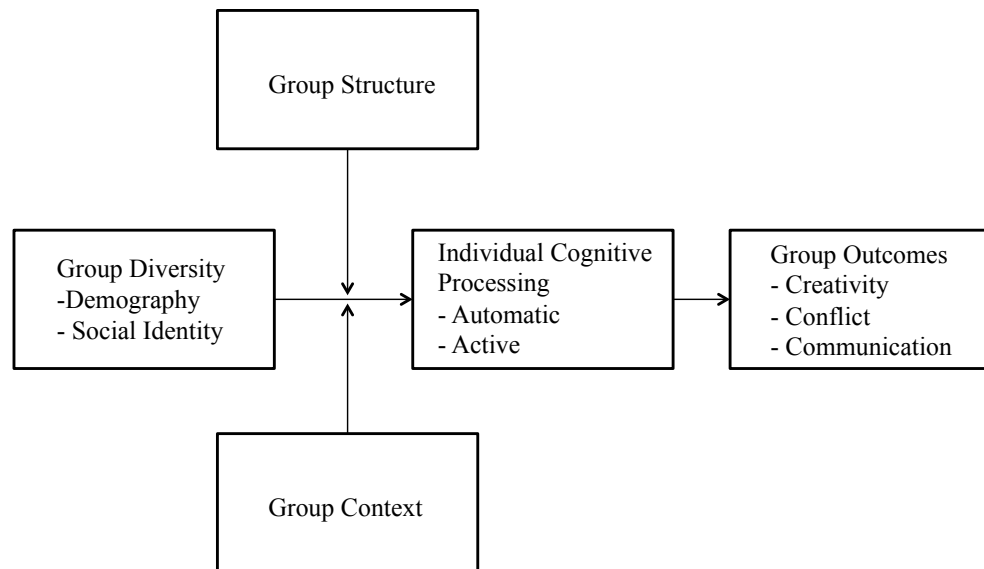 Group Structure
Group Diversity
-Demography
- Social Identity
Individual Cognitive
Processing
- Automatic
- Active
Group Outcomes
- Creativity
- Conflict
- Communication
Group Context